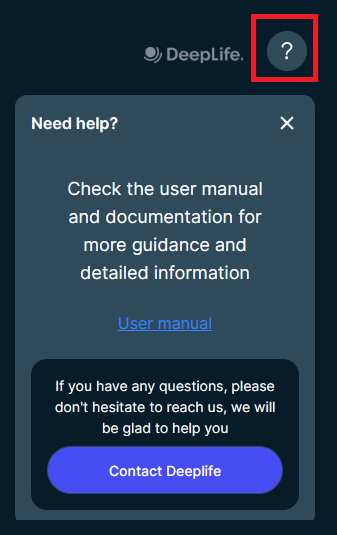 DeepLife.
?
Need help?
Check the user manual
and documentation for
more guidance and
detailed information
User manual
If you have any questions, please
don't hesitate to reach us, we will
be glad to help you
Contact Deeplife